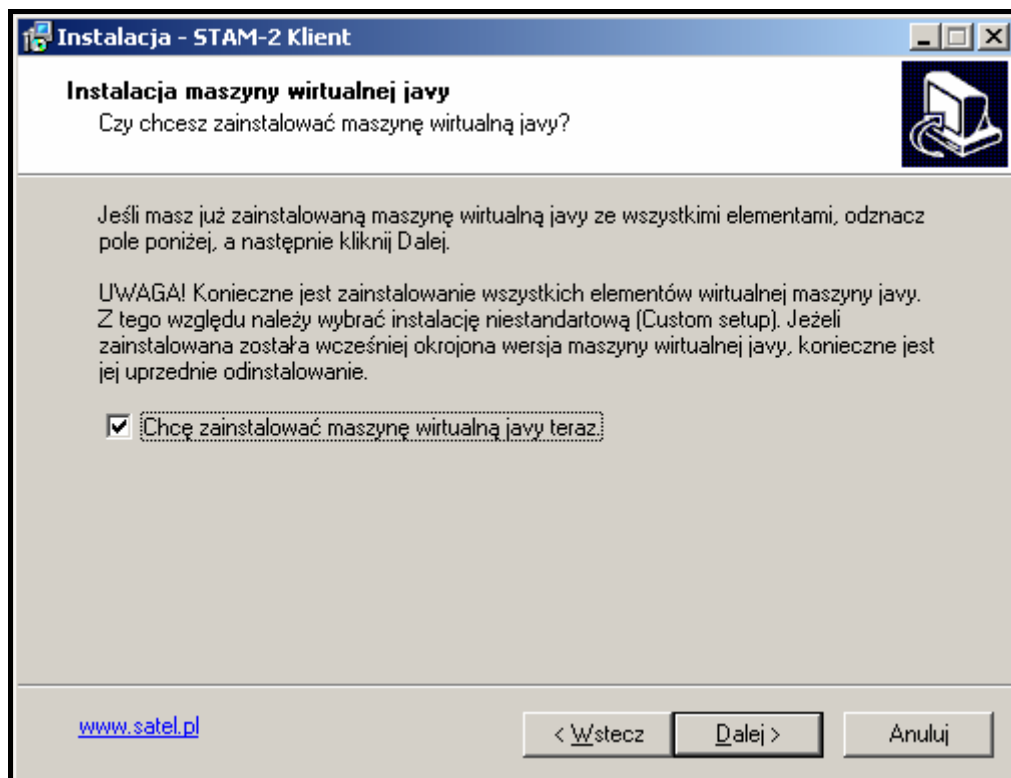 Instalacja - STAM-2 Klient
Instalacja maszyny wirtualnej javy
Czy chcesz zainstalować maszynę wirtualną javy?
Jeśli masz już zainstalowaną maszynę wirtualną javy ze wszystkimi elementami, odznacz
pole poniżej, a następnie kliknij Dalej.
UWAGA! Konieczne jest zainstalowanie wszystkich elementów wirtualnej maszyny javy.
Z tego względu należy wybrać instalację niestandartową (Custom setup). Jeżeli
zainstalowana została wcześniej okrojona wersja maszyny wirtualnej javy, konieczne jest
jej uprzednie odinstalowanie.
Chcę zainstalować maszynę wirtualną javy teraz.
www.satel.pl
< Wstecz
Dalej >
Anuluj